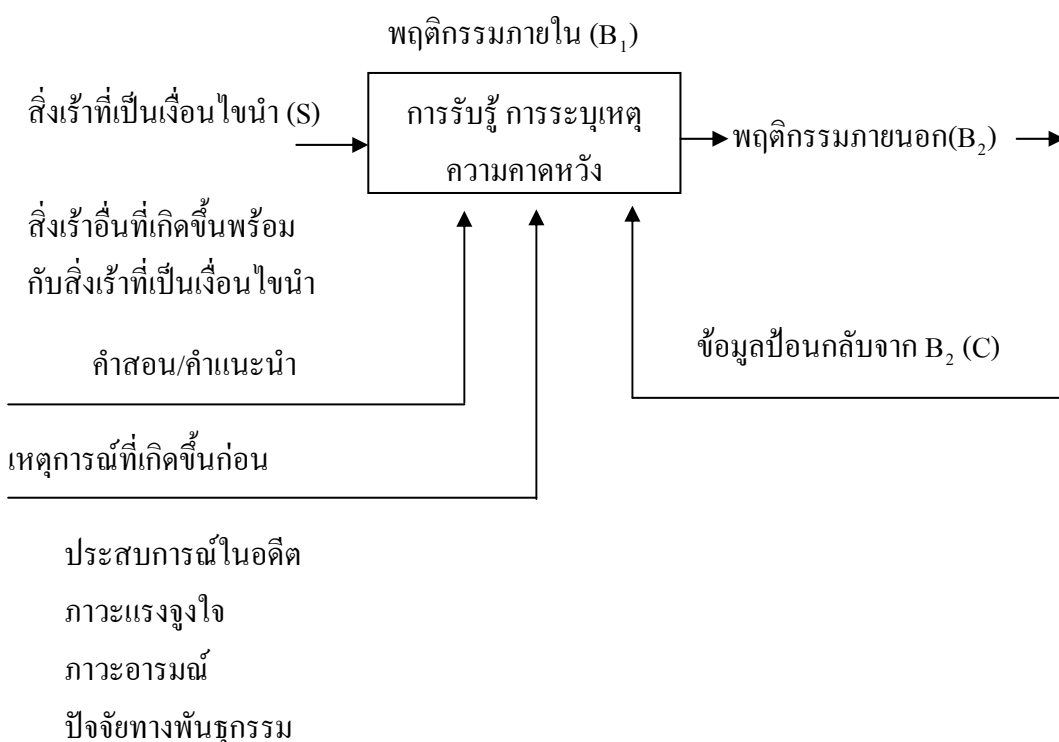 พฤติกรรมภายใน (B₁)
สิ่งเร้าที่เป็นเงื่อนไขนำ (S)
การรับรู้ การระบุเหตุ
ความคาดหวัง
พฤติกรรมภายนอก(B₂)
สิ่งเร้าอื่นที่เกิดขึ้นพร้อม
กับสิ่งเร้าที่เป็นเงื่อนไขนำ
คำสอน/คำแนะนำ
ข้อมูลป้อนกลับจาก B₂ (C)
เหตุการณ์ที่เกิดขึ้นก่อน
ประสบการณ์ในอดีต
ภาวะแรงจูงใจ
ภาวะอารมณ์
ปัจจัยทางพันธุกรรม